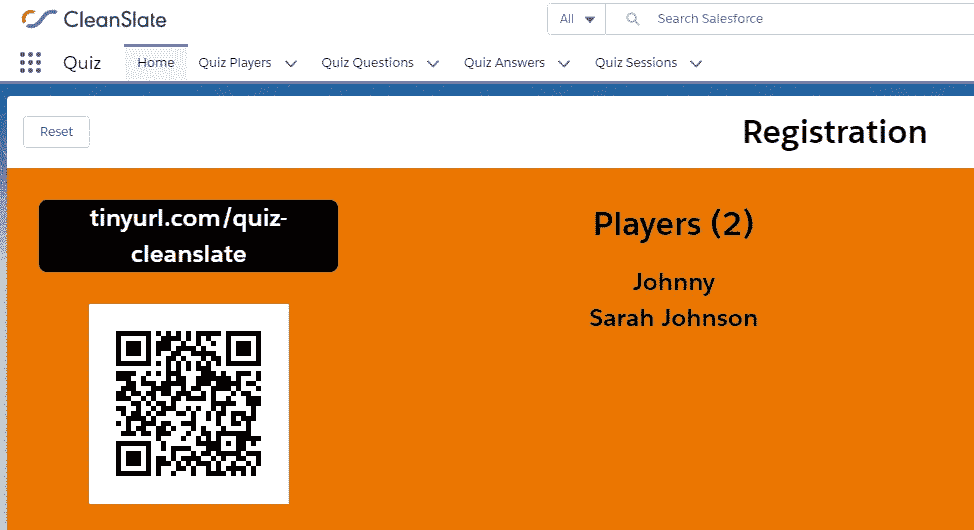 CleanSlate
All Search Salesforce
Quiz Home Quiz Players Quiz Questions Quiz Answers Quiz Sessions
Reset Registration
tinyurl.com/quiz-
cleanslate
Players (2)
Johnny
Sarah Johnson